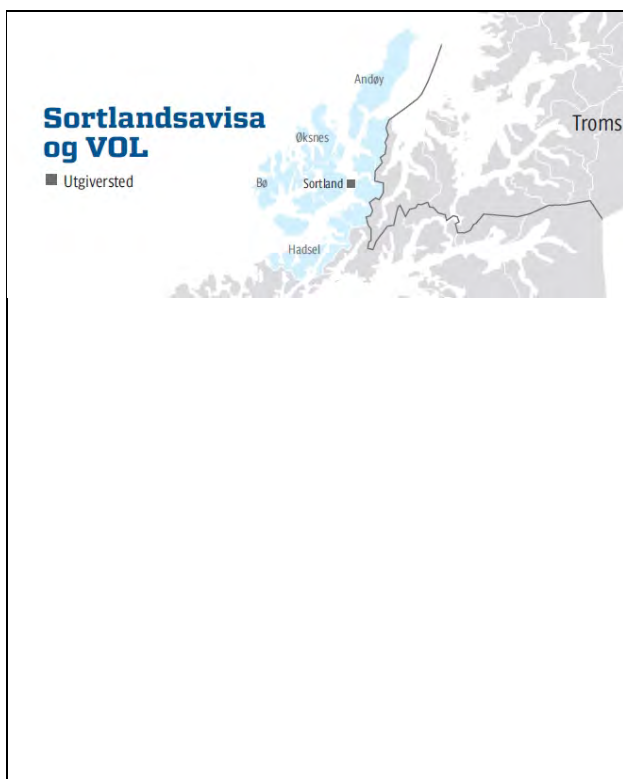 Sortlandsavisa
og VOL
Utgiversted
Andøy
Øksnes
Bø
Sortland
Hadsel
Troms